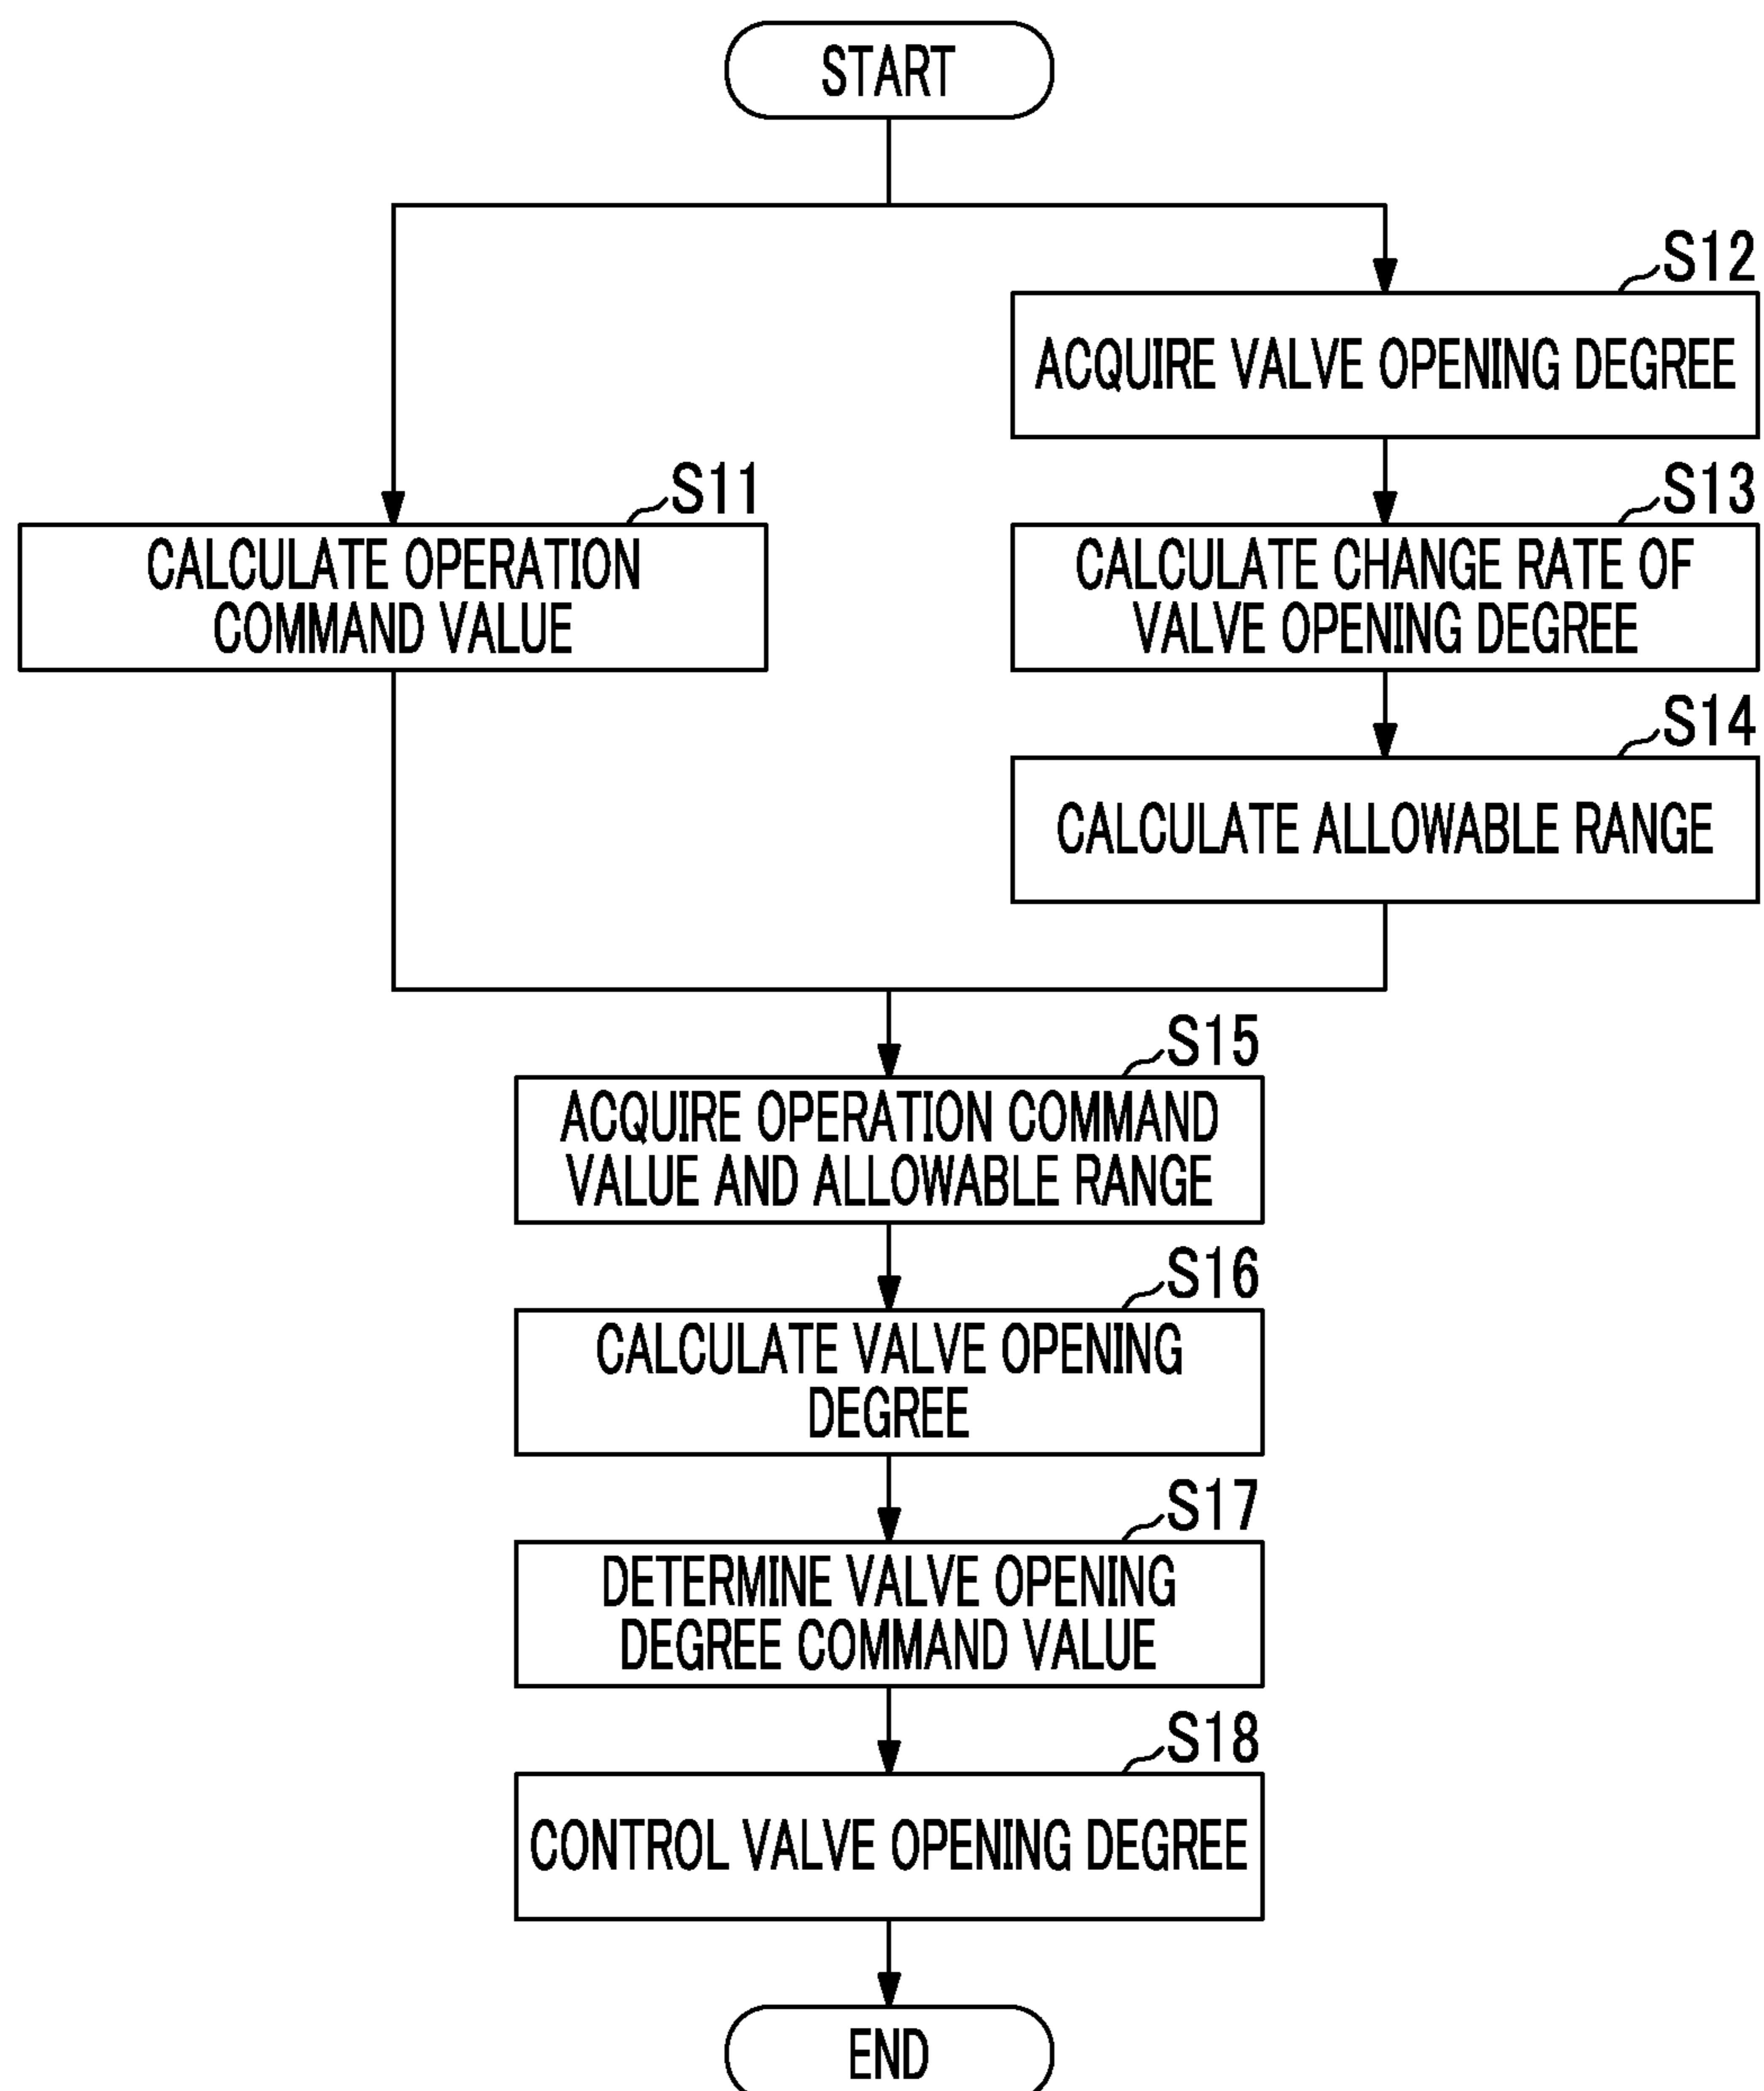 START
S12
ACQUIRE VALVE OPENING DEGREE
S11
CALCULATE OPERATION
COMMAND VALUE
S13
CALCULATE CHANGE RATE OF
VALVE OPENING DEGREE
S14
CALCULATE ALLOWABLE RANGE
S15
ACQUIRE OPERATION COMMAND
VALUE AND ALLOWABLE RANGE
S16
CALCULATE VALVE OPENING
DEGREE
S17
DETERMINE VALVE OPENING
DEGREE COMMAND VALUE
S18
CONTROL VALVE OPENING DEGREE
END